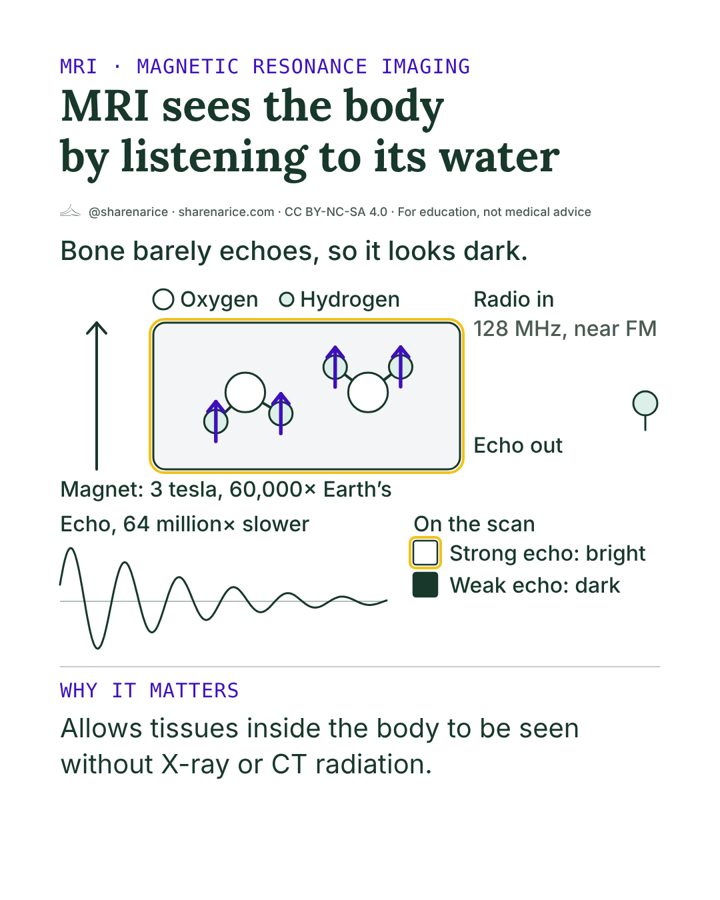 MRI · MAGNETIC RESONANCE IMAGING
MRI sees the body
by listening to its water
@sharenarice · sharenarice.com · CC BY-NC-SA 4.0 · For education, not medical advice
Bone barely echoes, so it looks dark.
Oxygen
Hydrogen
Radio in
128 MHz, near FM
Echo out
Magnet: 3 tesla, 60,000× Earth’s
Echo, 64 million× slower
On the scan
Strong echo: bright
Weak echo: dark
WHY IT MATTERS
Allows tissues inside the body to be seen
without X-ray or CT radiation.